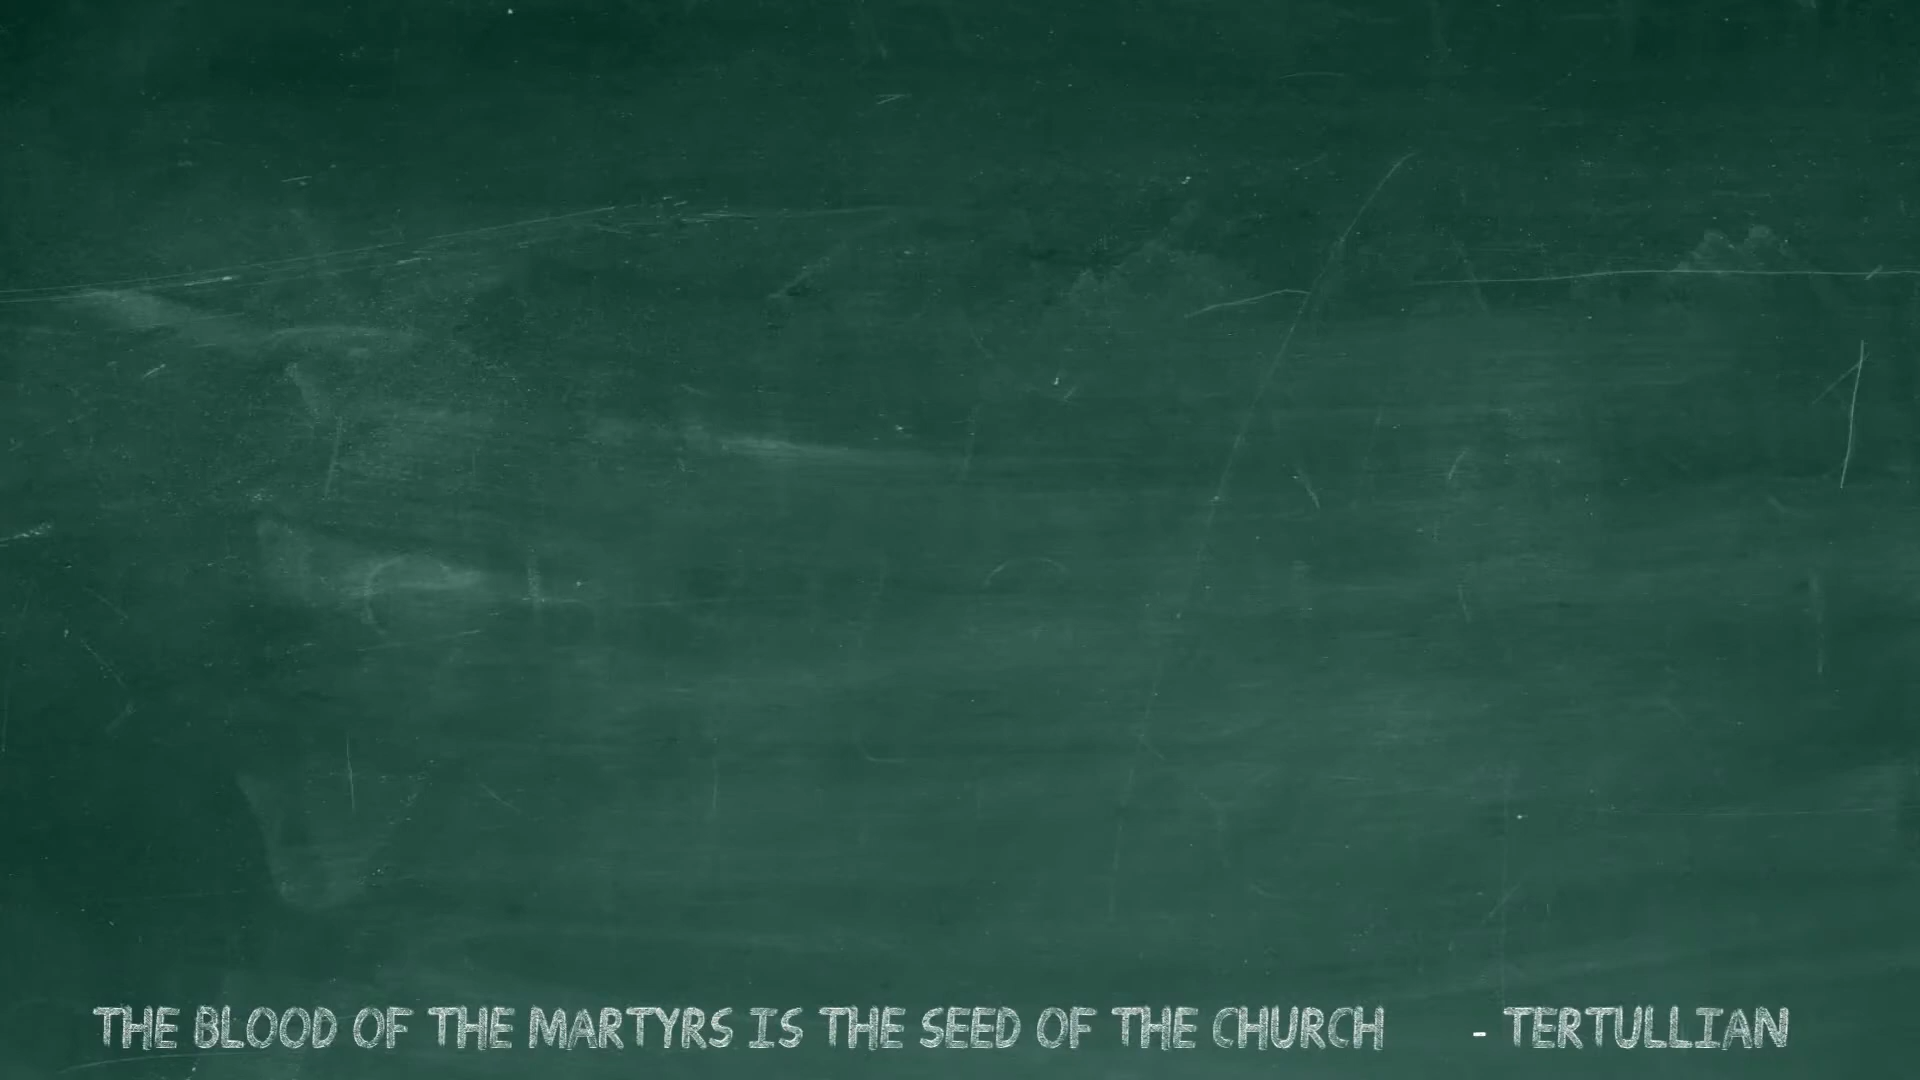 THE BLOOD OF THE MARTYRS IS THE SEED OF THE CHURCH - TERTULLIAN